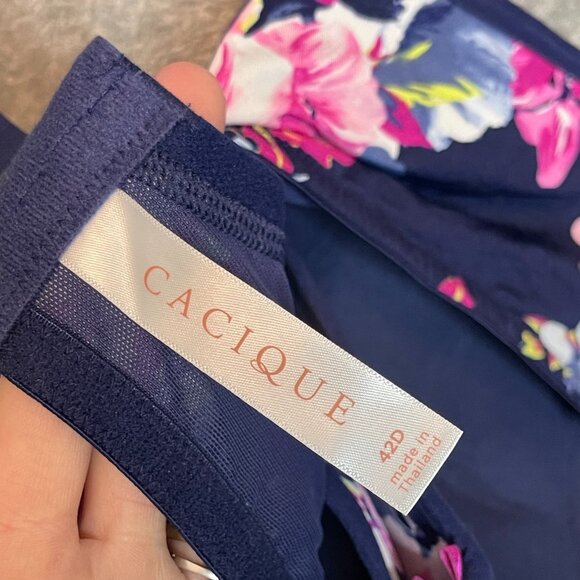 CACIQUE
42D
made in
Thailand